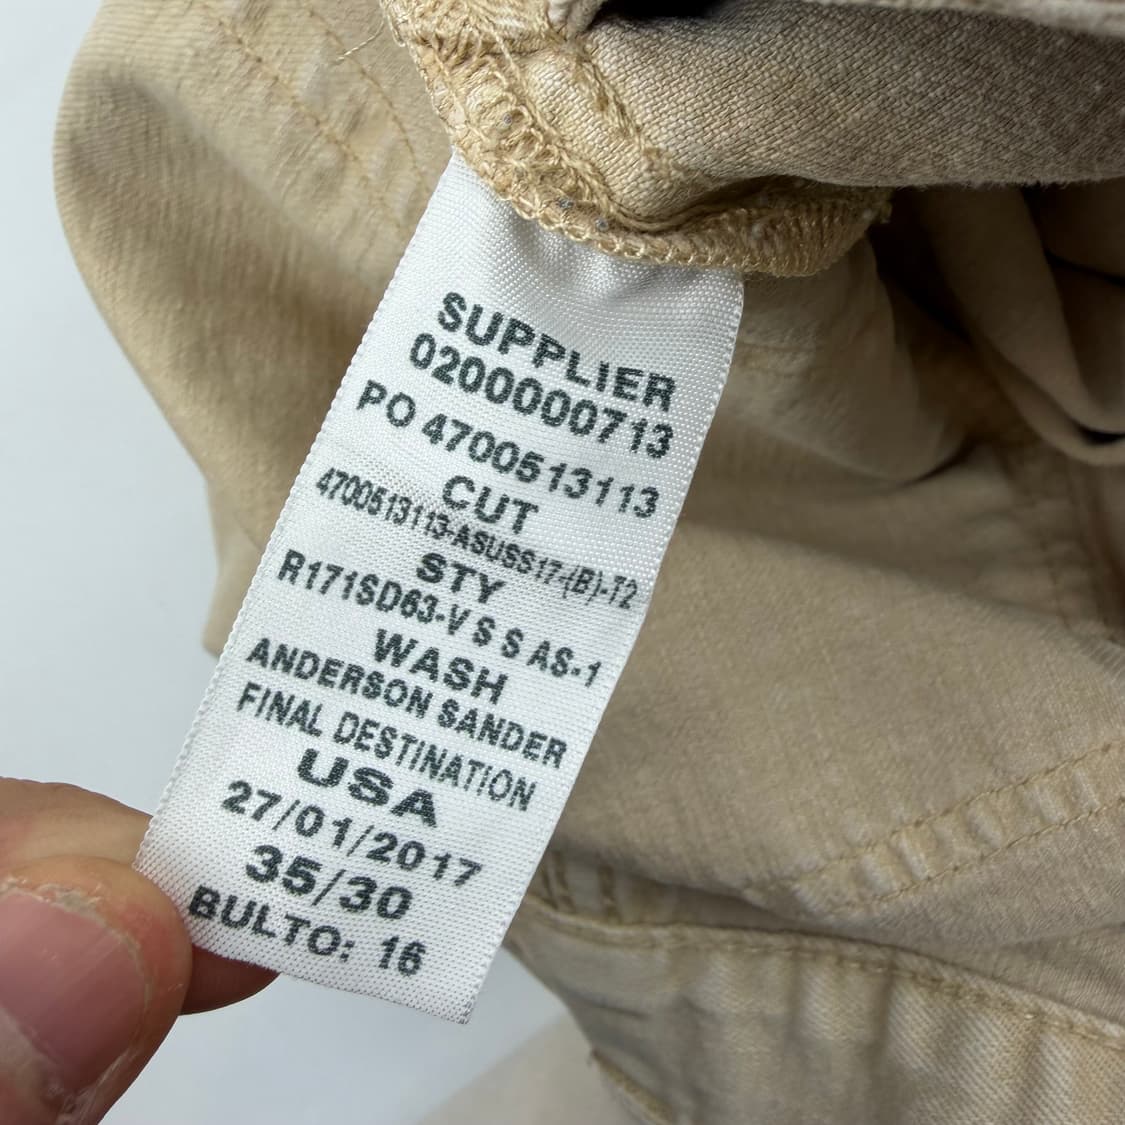 SUPPLIER
0200000713
PO 4700513113
CUT
4700513113-ASUSS17-(B)-T2
STY
R171SD63-V S S AS-1
WASH
ANDERSON SANDER
FINAL DESTINATION
USA
27/01/2017
35/30
BULTO: 16